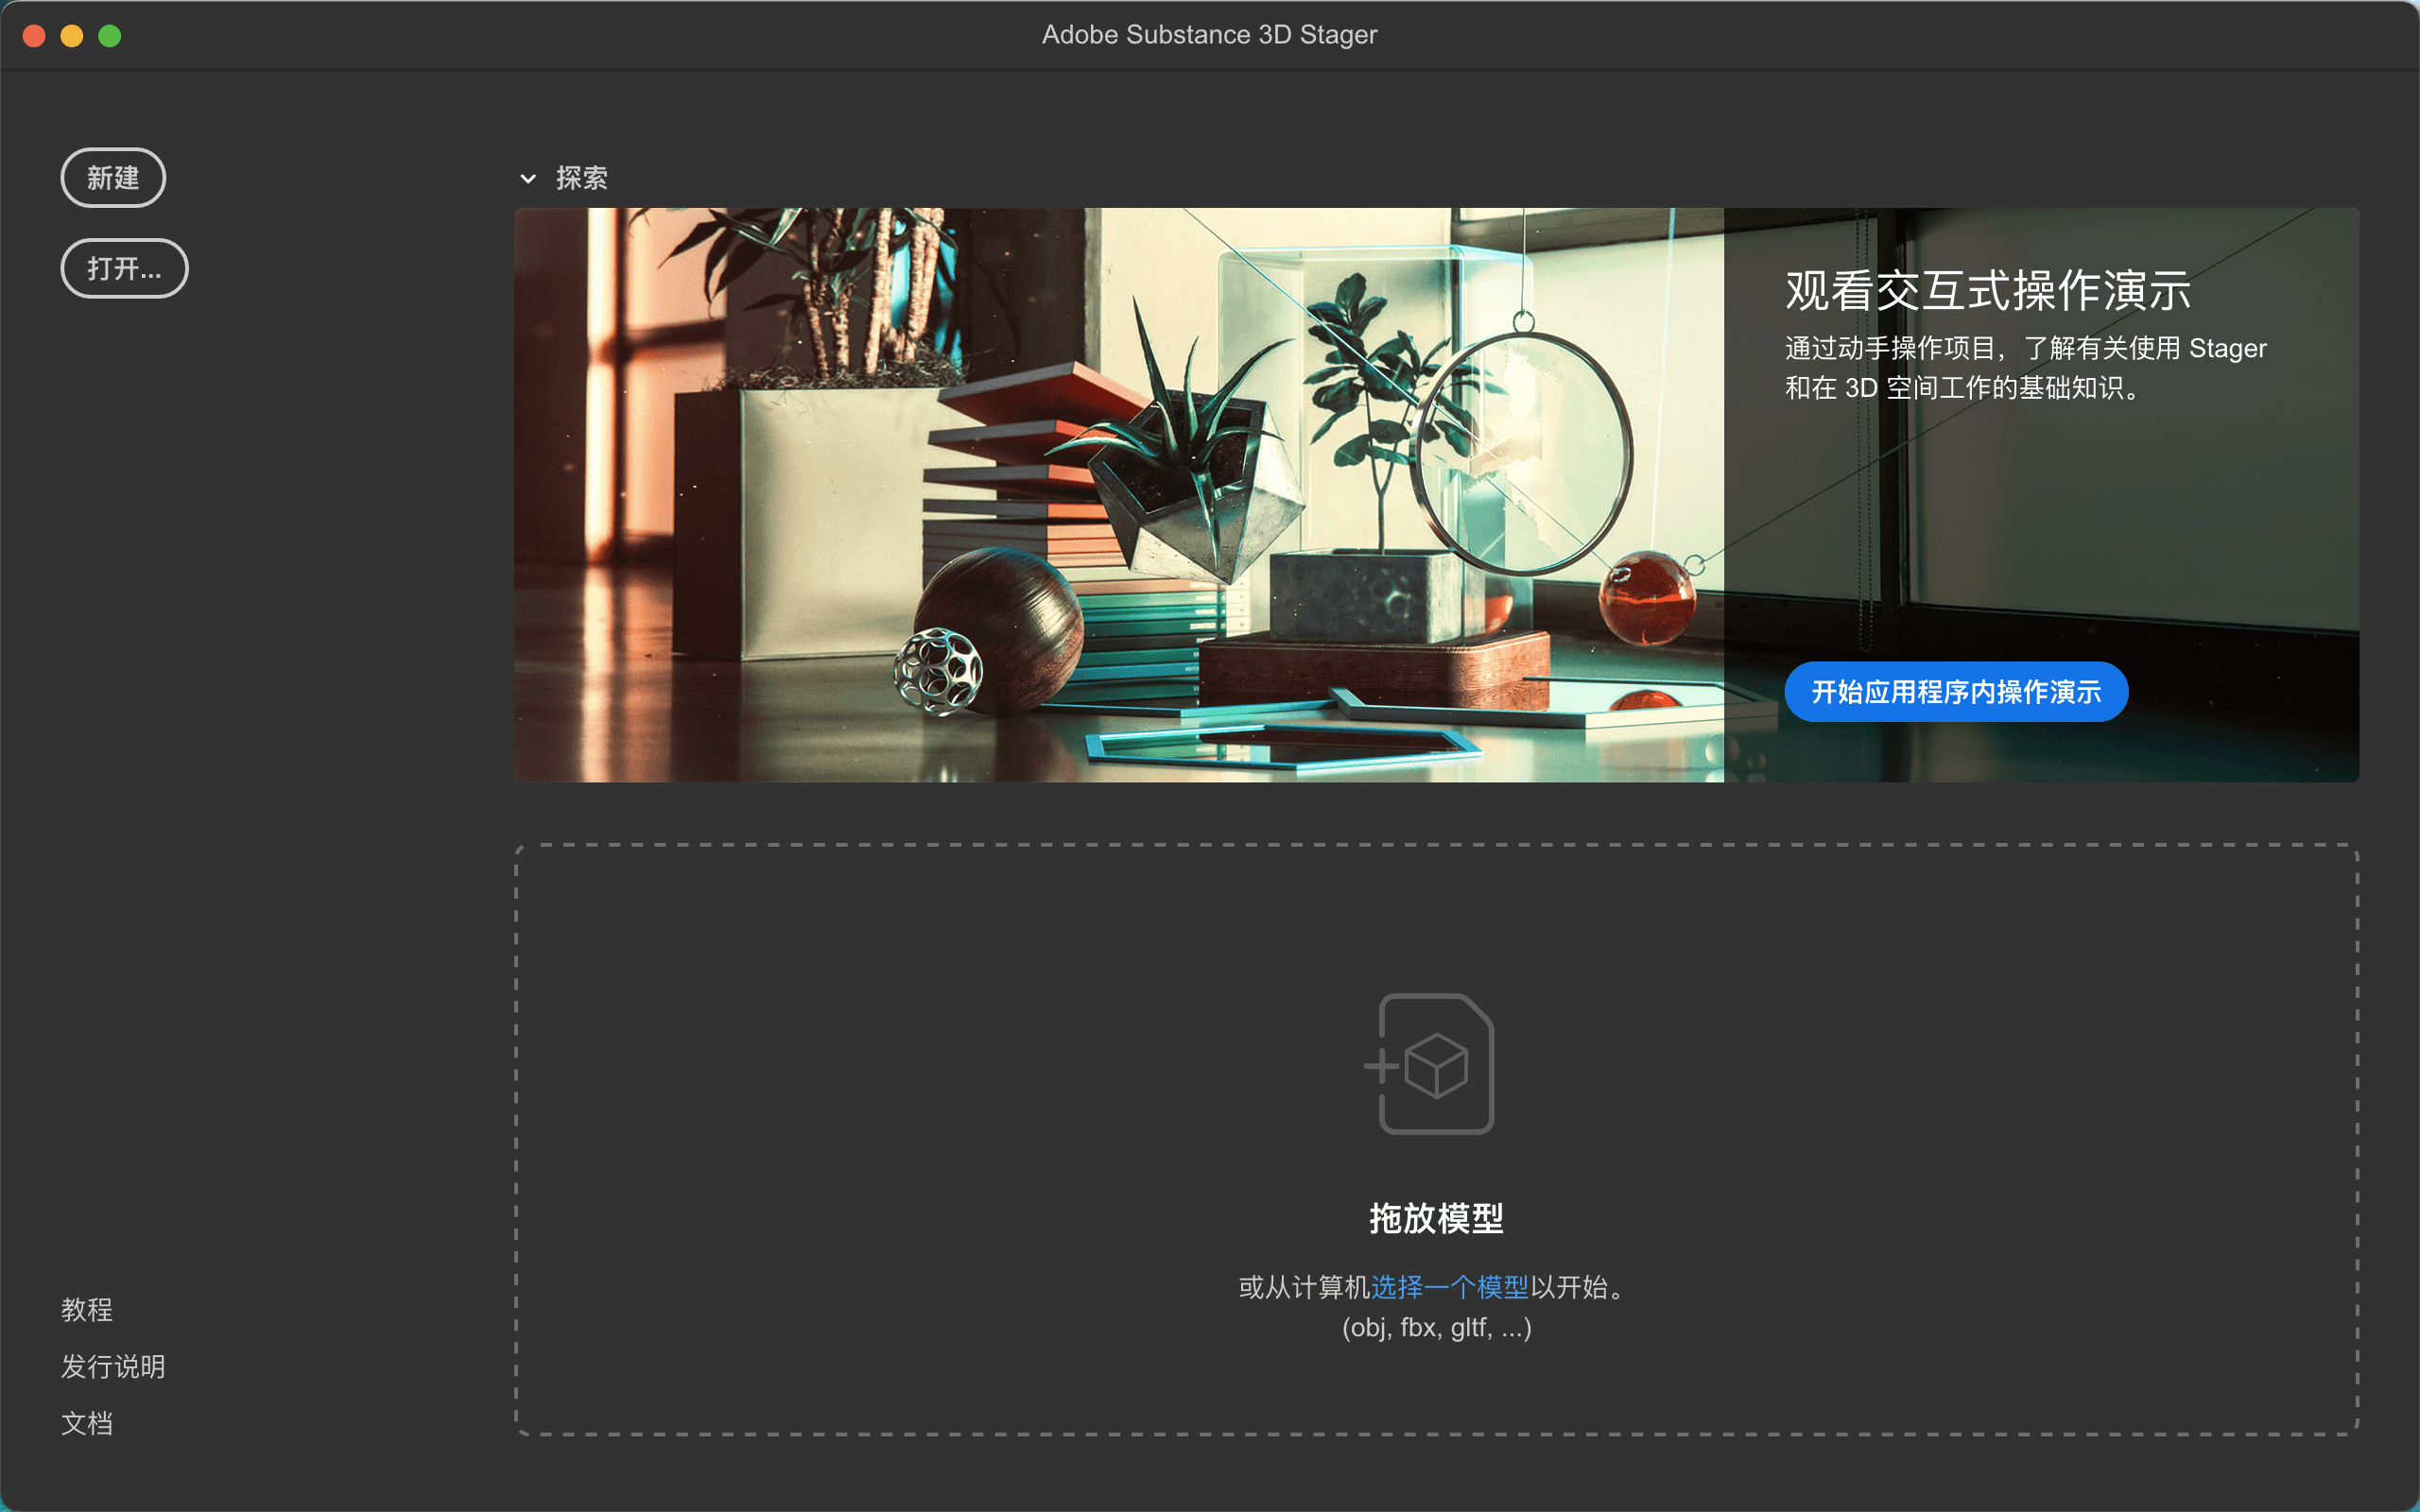 Adobe Substance 3D Stager
新建
打开...
探索
观看交互式操作演示
通过动手操作项目，了解有关使用 Stager
和在 3D 空间工作的基础知识。
开始应用程序内操作演示
拖放模型
或从计算机选择一个模型以开始。
(obj, fbx, gltf, ...)
教程
发行说明
文档